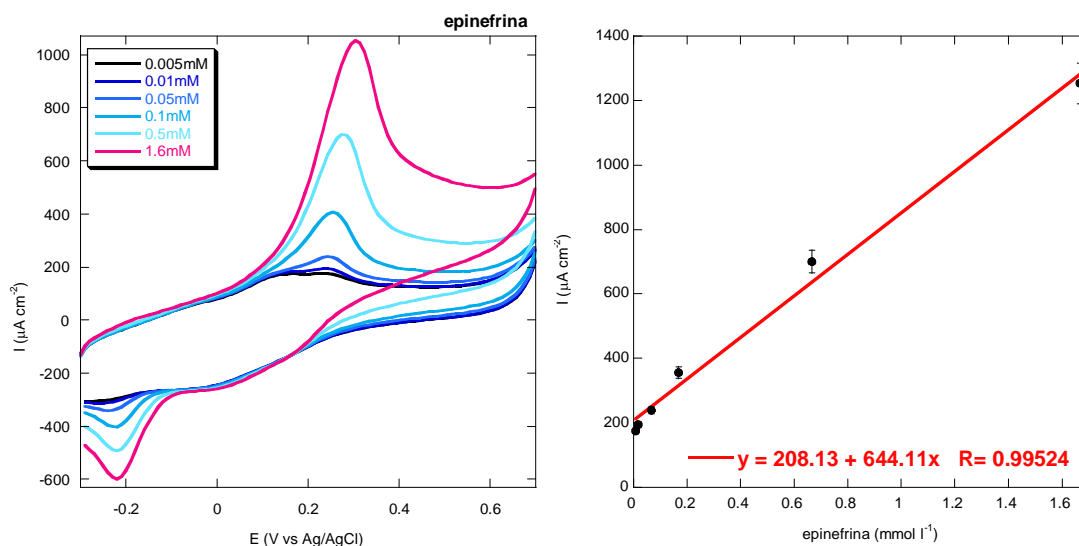 epinefrina
1000
800
600
400
200
0
-200
-400
-600
I (µA cm-2)
0.005mM
0.01mM
0.05mM
0.1mM
0.5mM
1.6mM
-0.2
0
0.2
0.4
0.6
E (V vs Ag/AgCl)
1400
1200
1000
800
600
400
200
0
I (µA cm⁻²)
y = 208.13 + 644.11x R= 0.99524
0
0.2
0.4
0.6
0.8
1
1.2
1.4
1.6
epinefrina (mmol l⁻¹)